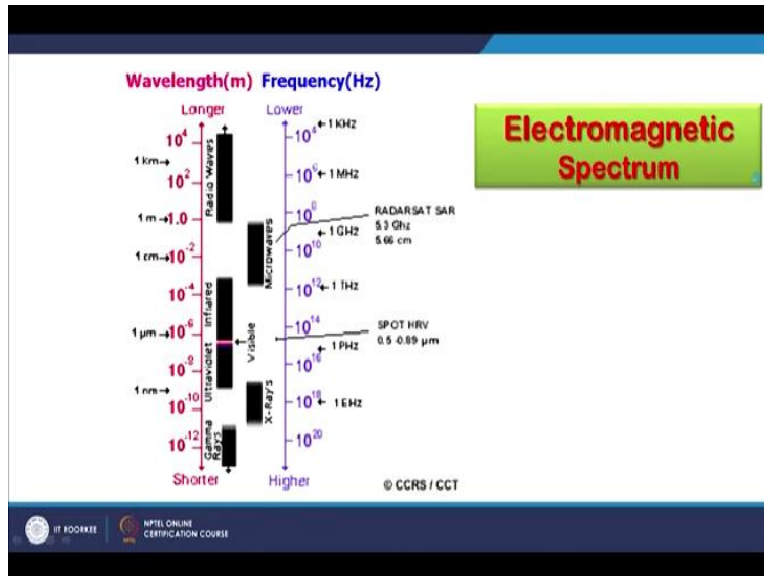 Wavelength(m) Frequency(Hz)
Longer Lower
Electromagnetic
Spectrum
10⁴
1 km→
10²
1 m→ 1.0
1 cm→ 10⁻²
10⁻⁴
1 µm→ 10⁻⁶
10⁻⁸
1 nm→
10⁻¹⁰
10⁻¹²
Radio Waves
Infrared
Ultraviolet
Gamma
Rays
Microwaves
Visible
X-Ray's
10⁴ ← 1 KHz
10⁶ ← 1 MHz
10⁸
← 1 GHz
10¹⁰
10¹² ← 1 THz
10¹⁴
← 1 PHz
10¹⁶
10¹⁸ ← 1 EHz
10²⁰
RADARSAT SAR
5.3 Ghz
5.66 cm
SPOT HRV
0.5 -0.89 µm
Shorter Higher
© CCRS / CCT
IIT ROORKEE
NPTEL ONLINE
CERTIFICATION COURSE